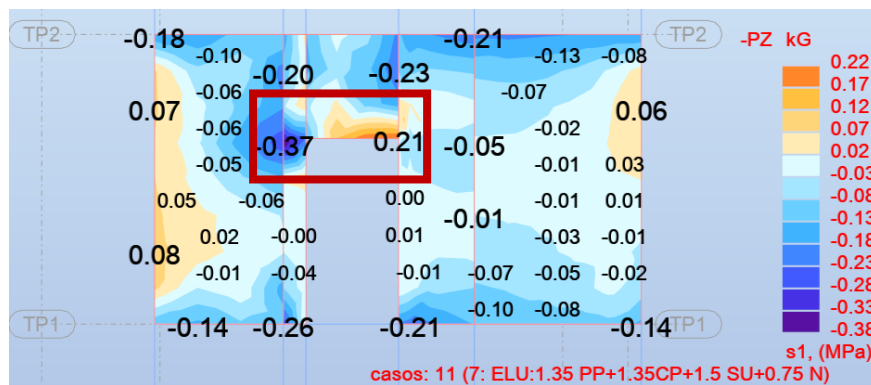 TP2 TP2 -PZ kG
-0.18 -0.21
-0.10 -0.13 -0.08
-0.20 -0.23
-0.06 -0.07
0.07 0.06
-0.06 -0.02
-0.37 0.21 -0.05
-0.05 -0.01 0.03
0.05 -0.06 0.00 -0.01 0.01
-0.01
0.02 -0.00 0.01 -0.03 -0.01
0.08
-0.01 -0.04 -0.01 -0.07 -0.05 -0.02
-0.10 -0.08
TP1 -0.14 -0.26 -0.21 -0.14 TP1
0.22
0.17
0.12
0.07
0.02
-0.03
-0.08
-0.13
-0.18
-0.23
-0.28
-0.33
-0.38
s1, (MPa)
casos: 11 (7: ELU:1.35 PP+1.35CP+1.5 SU+0.75 N)